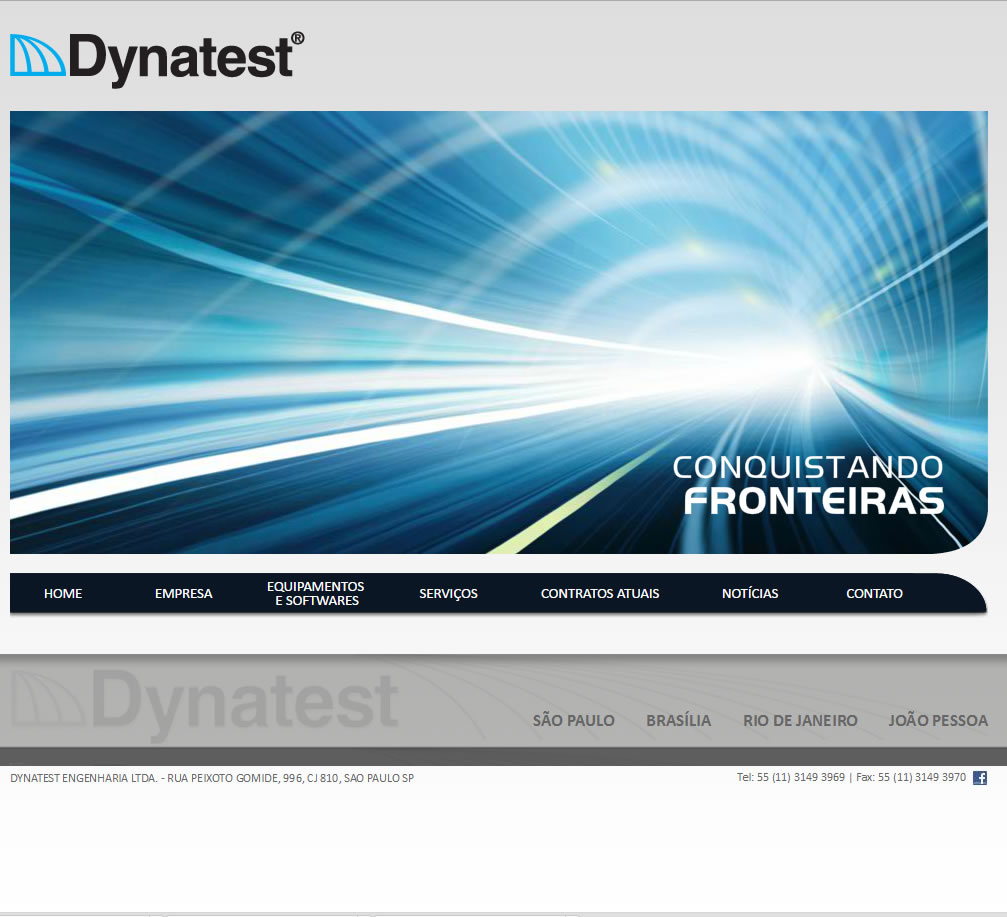 Dynatest®
CONQUISTANDO
FRONTEIRAS
HOME
EMPRESA
EQUIPAMENTOS
E SOFTWARES
SERVIÇOS
CONTRATOS ATUAIS
NOTÍCIAS
CONTATO
Dynatest
SÃO PAULO BRASÍLIA RIO DE JANEIRO JOÃO PESSOA
DYNATEST ENGENHARIA LTDA. - RUA PEIXOTO GOMIDE, 996, CJ 810, SAO PAULO SP
Tel: 55 (11) 3149 3969 | Fax: 55 (11) 3149 3970